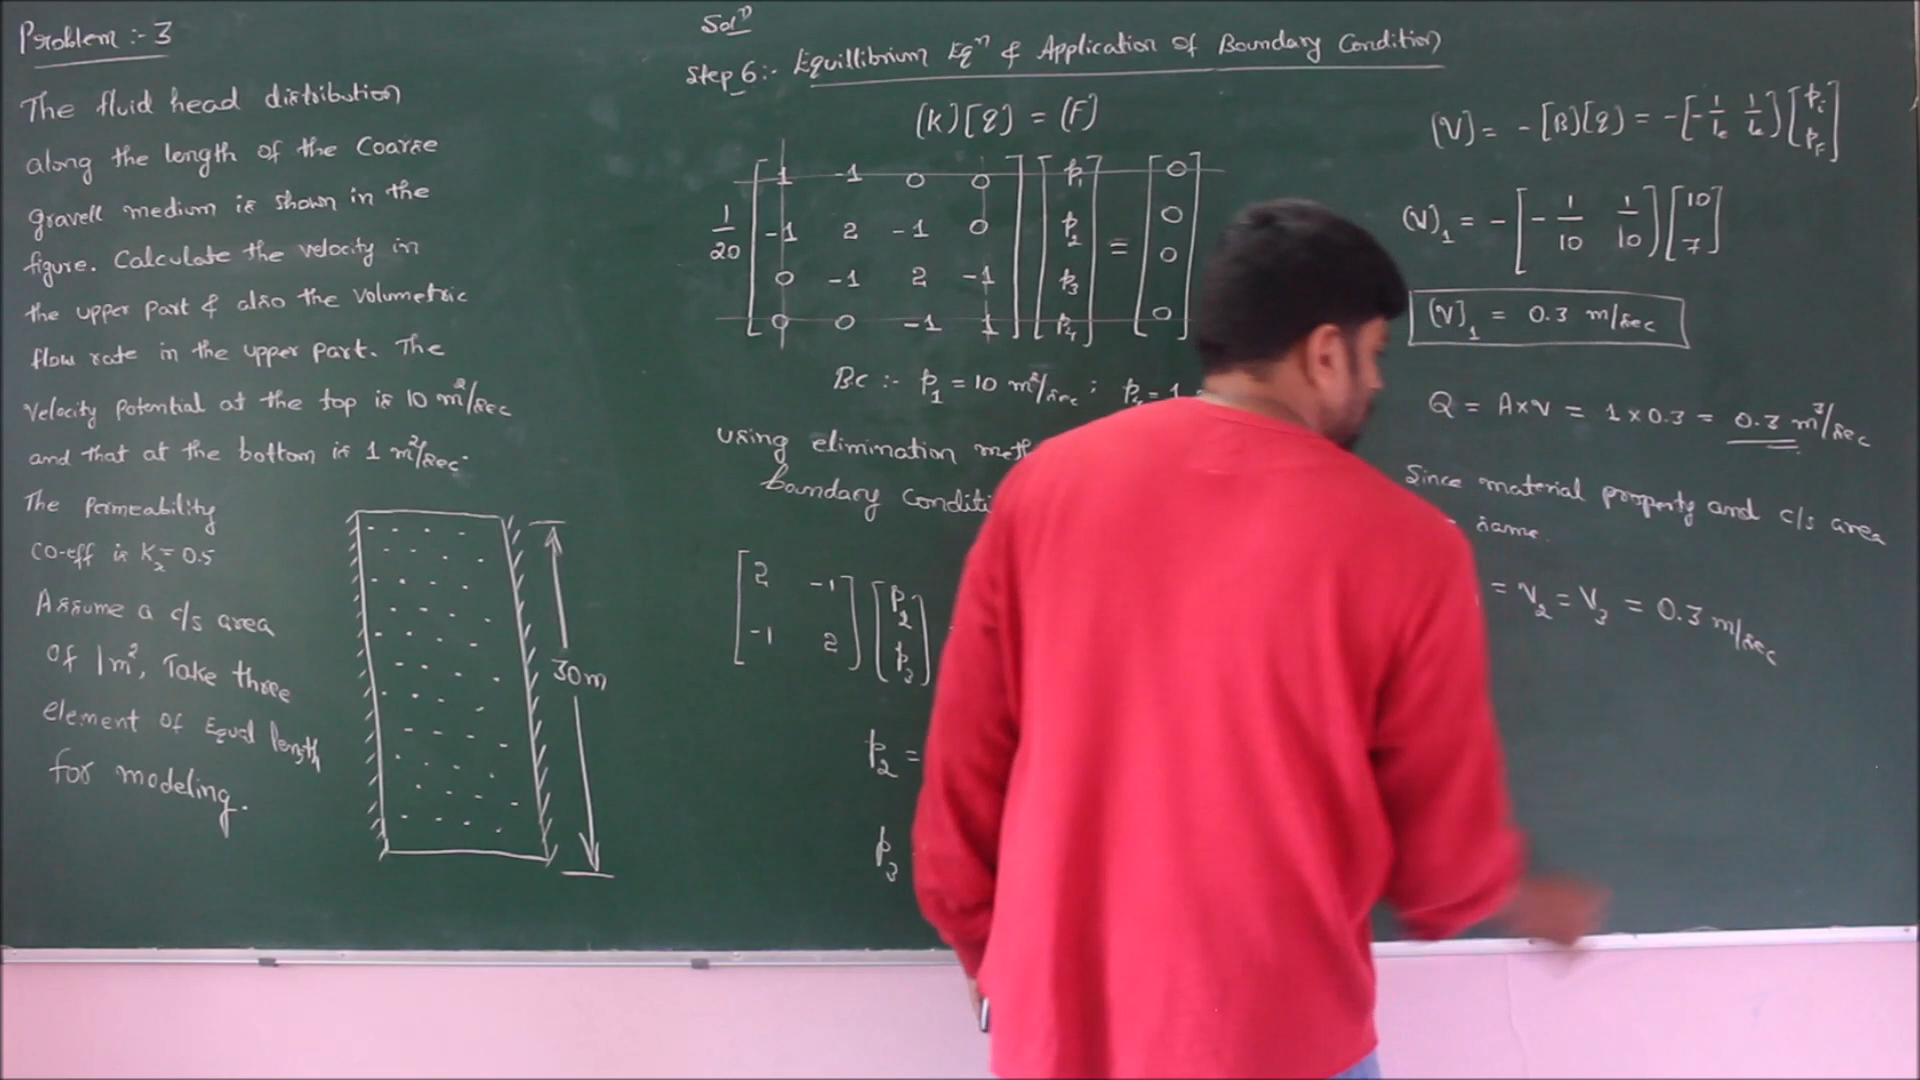 Problem :- 3
The fluid head distribution
along the length of the Coarse
gravell medium is shown in the
figure. Calculate the velocity in
the upper part & also the volumetric
flow rate in the upper part. The
velocity potential at the top is 10 m²/sec
and that at the bottom is 1 m²/sec.
The permeability
co-eff is Kx = 0.5
Assume a c/s area
of 1m², Take three
element of Equal length
for modeling.
30m
Solⁿ
Step 6:- Equillibrium Eqⁿ & Application of Boundary Condition
(K)[q] = (F)
1/20 [1 -1 0 0] [p₁] [0]
[-1 2 -1 0] [p₂] = [0]
[0 -1 2 -1] [p₃] [0]
[0 0 -1 1] [p₄] [0]
BC :- p₁ = 10 m²/sec ; p₄ = 1
using elimination
boundary
[2 -1] [p₂]
[-1 2] [p₃]
p₂ =
p₃
(V) = -[B][q] = -[-1/le 1/le] [pi pF]
(V)₁ = -[-1/10 1/10] [10 7]
(V)₁ = 0.3 m/sec
Q = A×V = 1 × 0.3 = 0.3 m³/sec
Since material property and c/s area
same.
= V₂ = V₃ = 0.3 m/sec